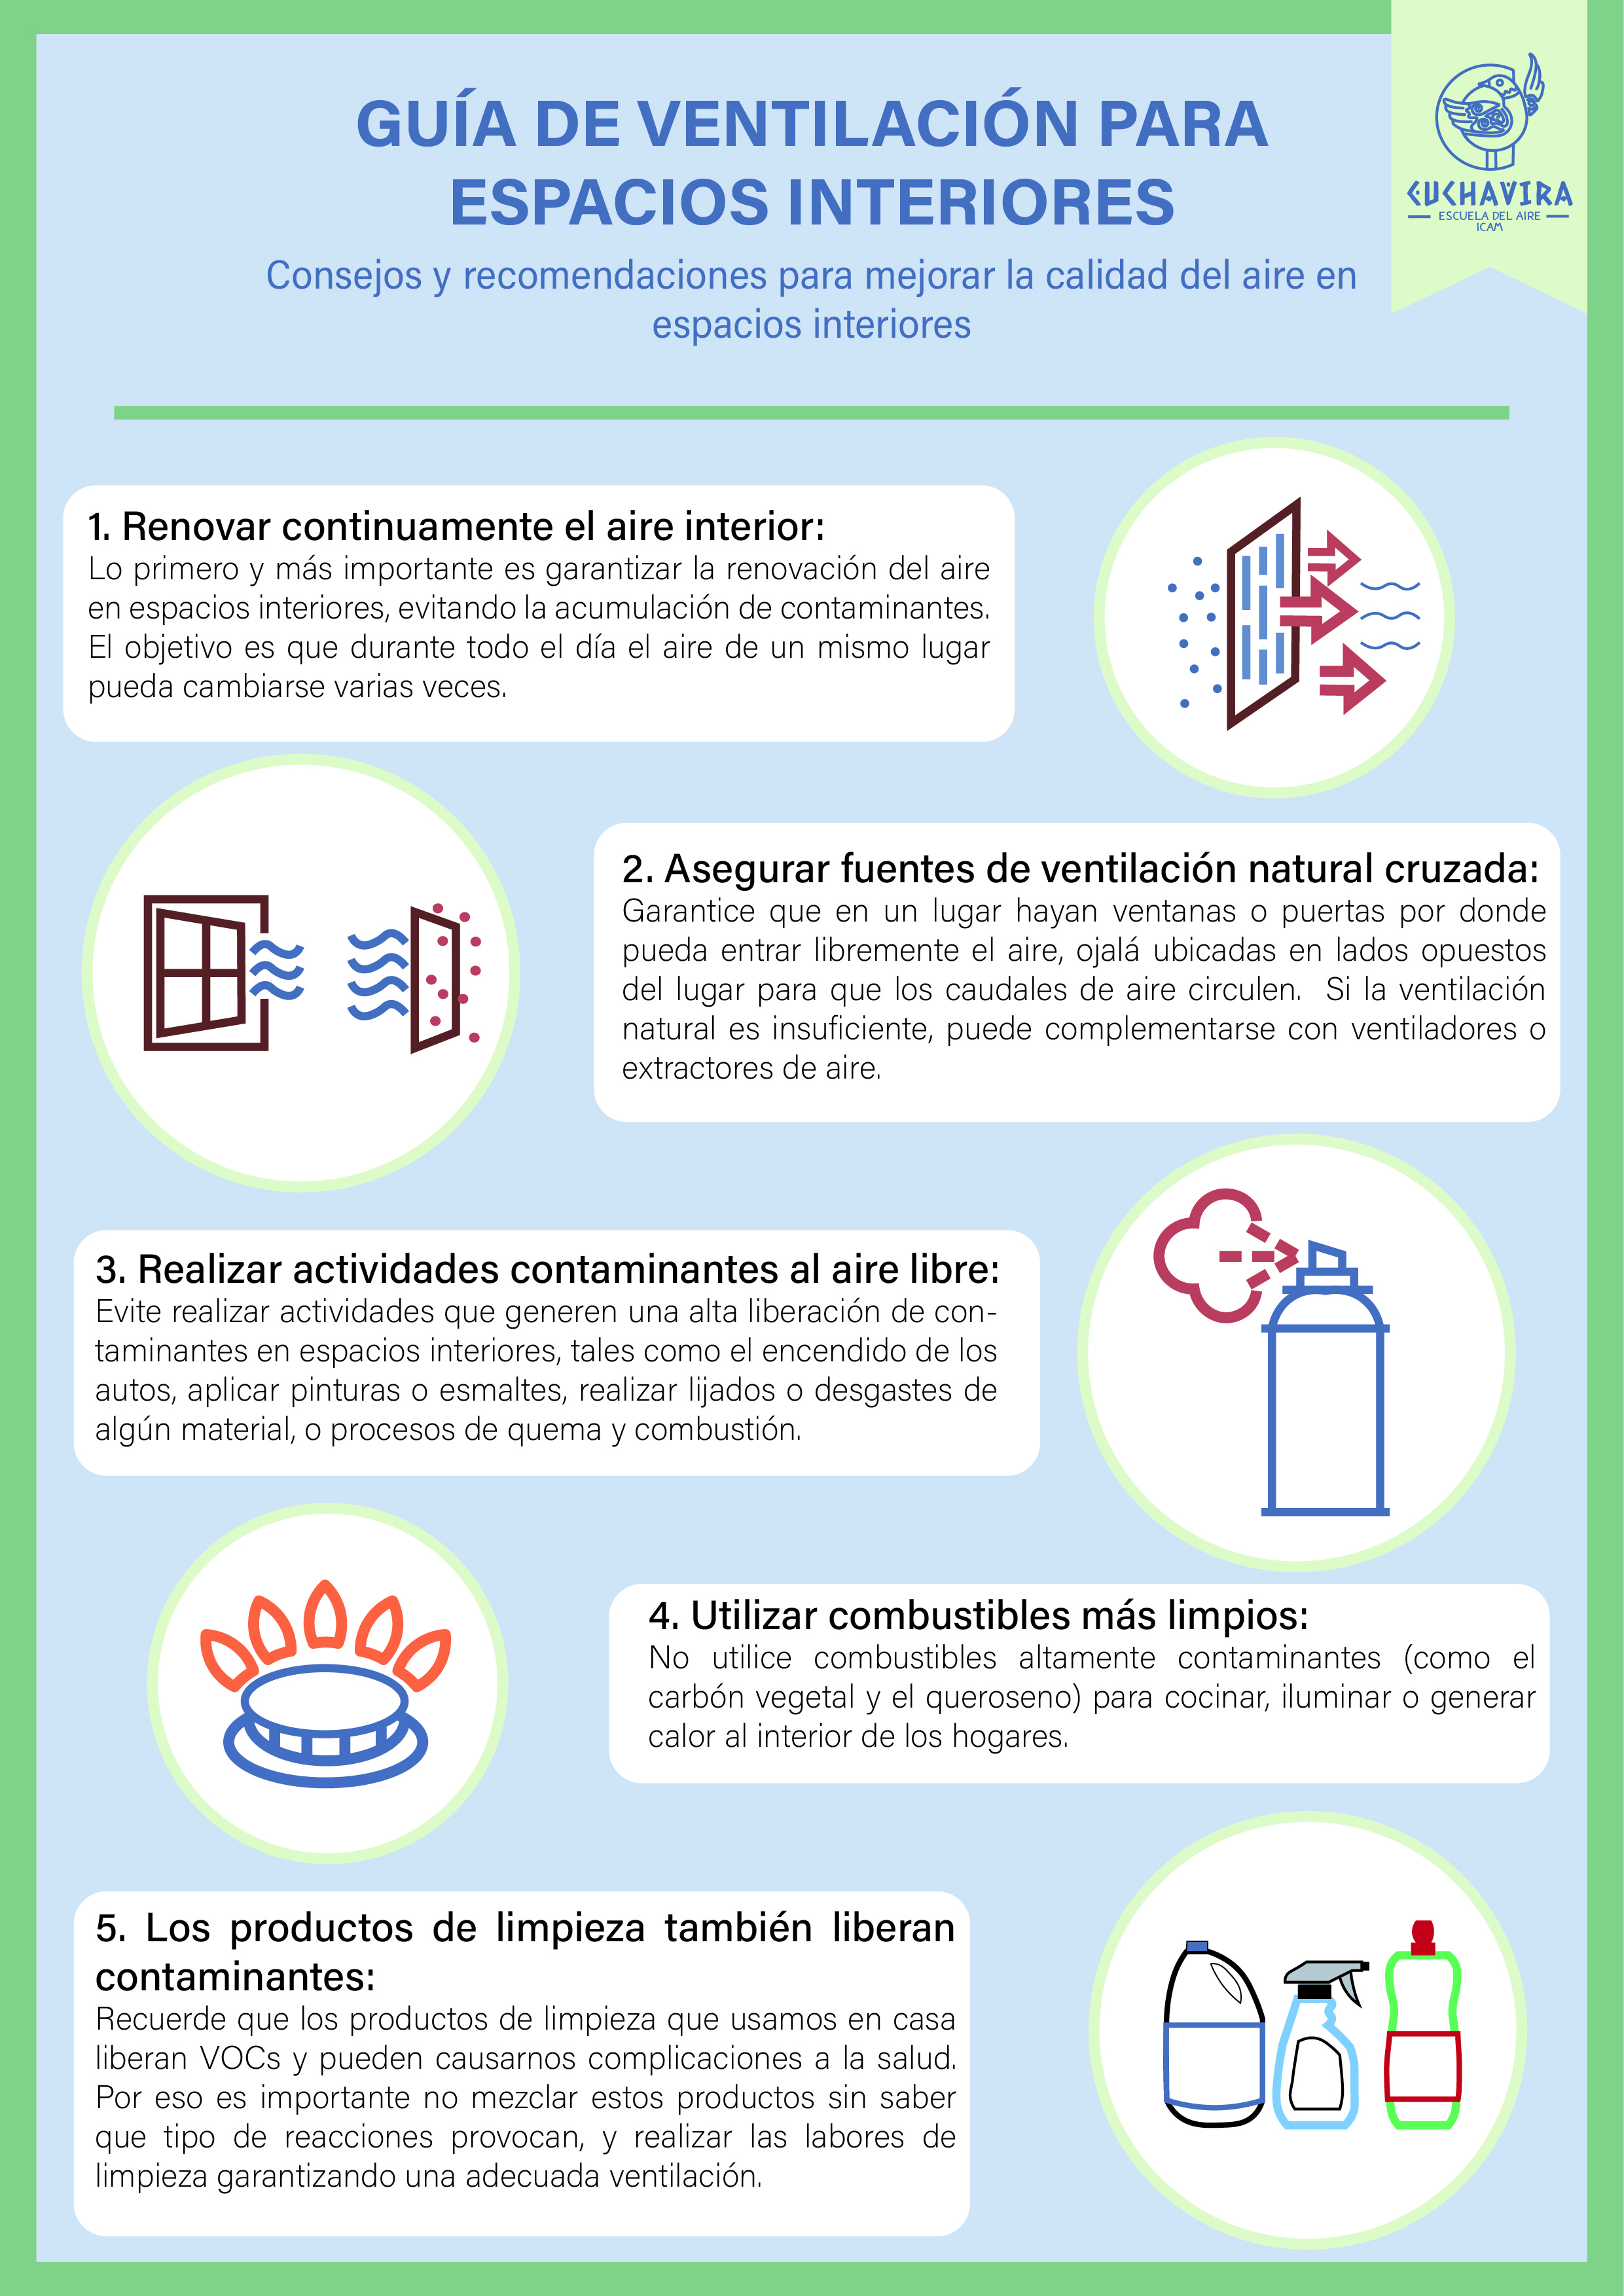 GUÍA DE VENTILACIÓN PARA
ESPACIOS INTERIORES
Consejos y recomendaciones para mejorar la calidad del aire en
espacios interiores
CUCHAVIRA
ESCUELA DEL AIRE
ICAM
1. Renovar continuamente el aire interior:
Lo primero y más importante es garantizar la renovación del aire
en espacios interiores, evitando la acumulación de contaminantes.
El objetivo es que durante todo el día el aire de un mismo lugar
pueda cambiarse varias veces.
2. Asegurar fuentes de ventilación natural cruzada:
Garantice que en un lugar hayan ventanas o puertas por donde
pueda entrar libremente el aire, ojalá ubicadas en lados opuestos
del lugar para que los caudales de aire circulen. Si la ventilación
natural es insuficiente, puede complementarse con ventiladores o
extractores de aire.
3. Realizar actividades contaminantes al aire libre:
Evite realizar actividades que generen una alta liberación de con-
taminantes en espacios interiores, tales como el encendido de los
autos, aplicar pinturas o esmaltes, realizar lijados o desgastes de
algún material, o procesos de quema y combustión.
4. Utilizar combustibles más limpios:
No utilice combustibles altamente contaminantes (como el
carbón vegetal y el queroseno) para cocinar, iluminar o generar
calor al interior de los hogares.
5. Los productos de limpieza también liberan
contaminantes:
Recuerde que los productos de limpieza que usamos en casa
liberan VOCs y pueden causarnos complicaciones a la salud.
Por eso es importante no mezclar estos productos sin saber
que tipo de reacciones provocan, y realizar las labores de
limpieza garantizando una adecuada ventilación.